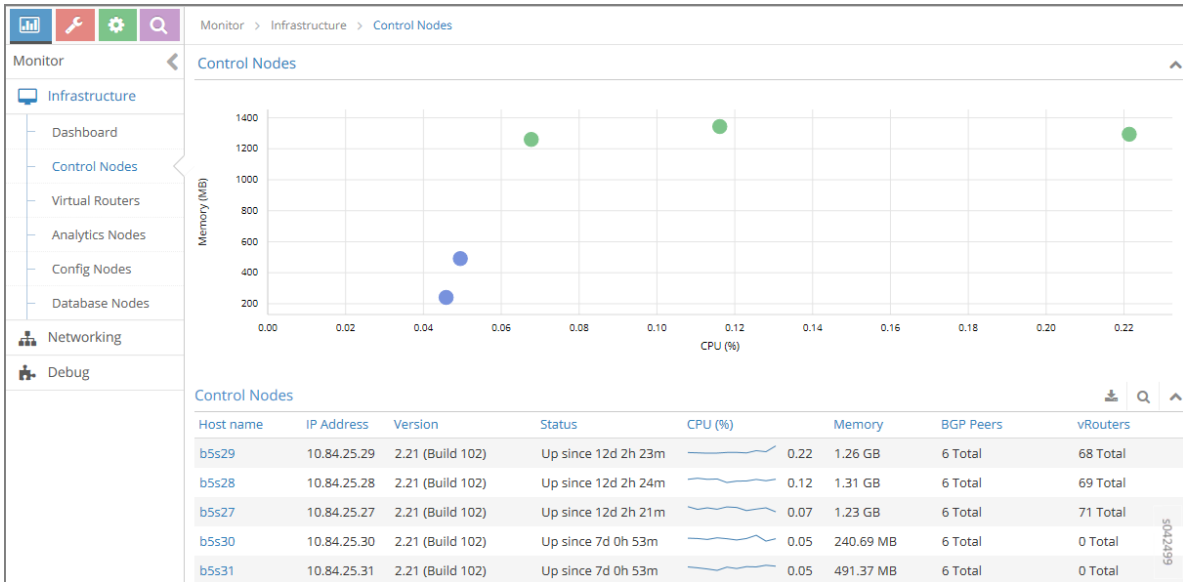 Monitor > Infrastructure > Control Nodes
Monitor
Infrastructure
Dashboard
Control Nodes
Virtual Routers
Analytics Nodes
Config Nodes
Database Nodes
Networking
Debug
Control Nodes
Memory (MB)
1400
1200
1000
800
600
400
200
0.00 0.02 0.04 0.06 0.08 0.10 0.12 0.14 0.16 0.18 0.20 0.22
CPU (%)
Control Nodes
Host name IP Address Version Status CPU (%) Memory BGP Peers vRouters
b5s29 10.84.25.29 2.21 (Build 102) Up since 12d 2h 23m 0.22 1.26 GB 6 Total 68 Total
b5s28 10.84.25.28 2.21 (Build 102) Up since 12d 2h 24m 0.12 1.31 GB 6 Total 69 Total
b5s27 10.84.25.27 2.21 (Build 102) Up since 12d 2h 21m 0.07 1.23 GB 6 Total 71 Total
b5s30 10.84.25.30 2.21 (Build 102) Up since 7d 0h 53m 0.05 240.69 MB 6 Total 0 Total
b5s31 10.84.25.31 2.21 (Build 102) Up since 7d 0h 53m 0.05 491.37 MB 6 Total 0 Total
s042499